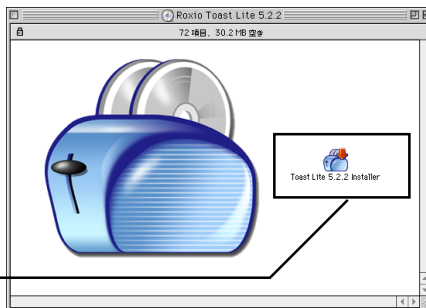 Roxio Toast Lite 5.2.2
72 項目、30.2 MB 空き
Toast Lite 5.2.2 Installer